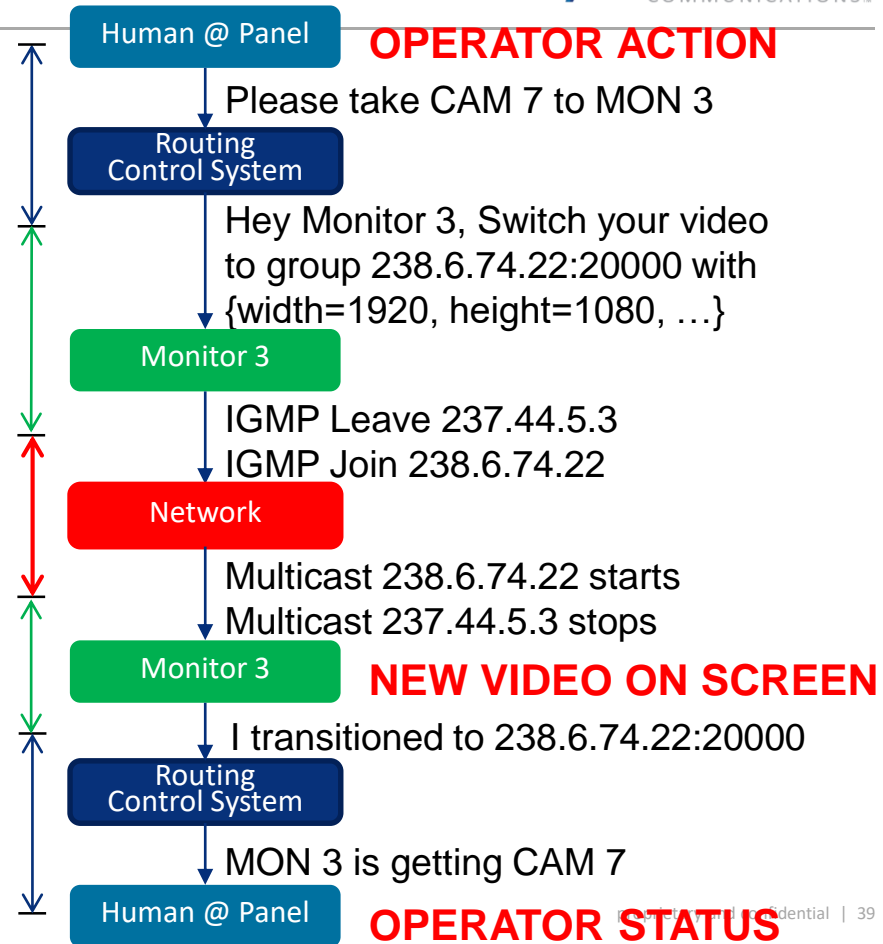 COMMUNICATIONS
Human @ Panel
OPERATOR ACTION
Please take CAM 7 to MON 3
Routing
Control System
Hey Monitor 3, Switch your video
to group 238.6.74.22:20000 with
{width=1920, height=1080, …}
Monitor 3
IGMP Leave 237.44.5.3
IGMP Join 238.6.74.22
Network
Multicast 238.6.74.22 starts
Multicast 237.44.5.3 stops
Monitor 3
NEW VIDEO ON SCREEN
I transitioned to 238.6.74.22:20000
Routing
Control System
MON 3 is getting CAM 7
Human @ Panel
OPERATOR STATUS
proprietary and confidential | 39